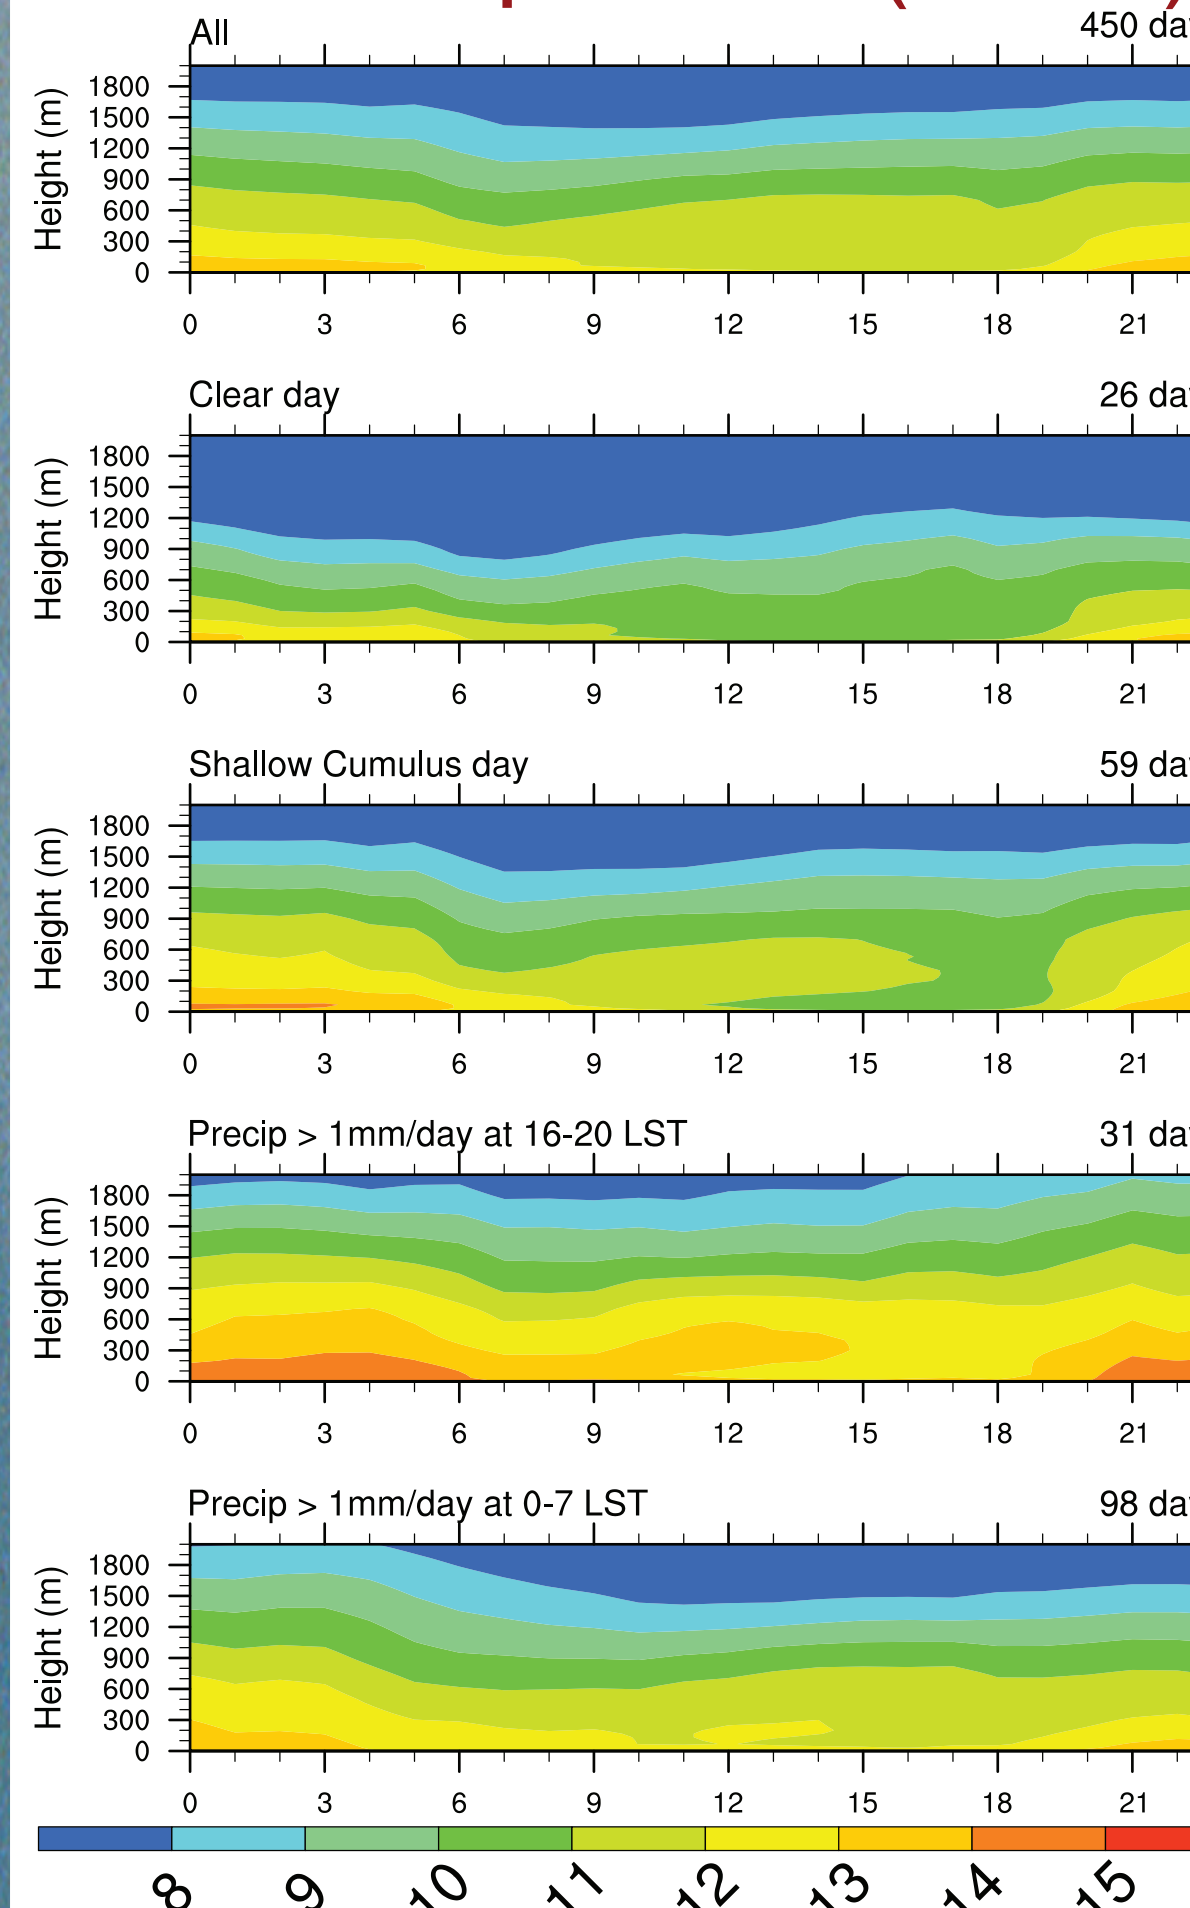 All 450 da
Height (m)
1800
1500
1200
900
600
300
0
0 3 6 9 12 15 18 21
Clear day 26 da
Height (m)
1800
1500
1200
900
600
300
0
0 3 6 9 12 15 18 21
Shallow Cumulus day 59 da
Height (m)
1800
1500
1200
900
600
300
0
0 3 6 9 12 15 18 21
Precip > 1mm/day at 16-20 LST 31 da
Height (m)
1800
1500
1200
900
600
300
0
0 3 6 9 12 15 18 21
Precip > 1mm/day at 0-7 LST 98 da
Height (m)
1800
1500
1200
900
600
300
0
0 3 6 9 12 15 18 21
8 9 10 11 12 13 14 15